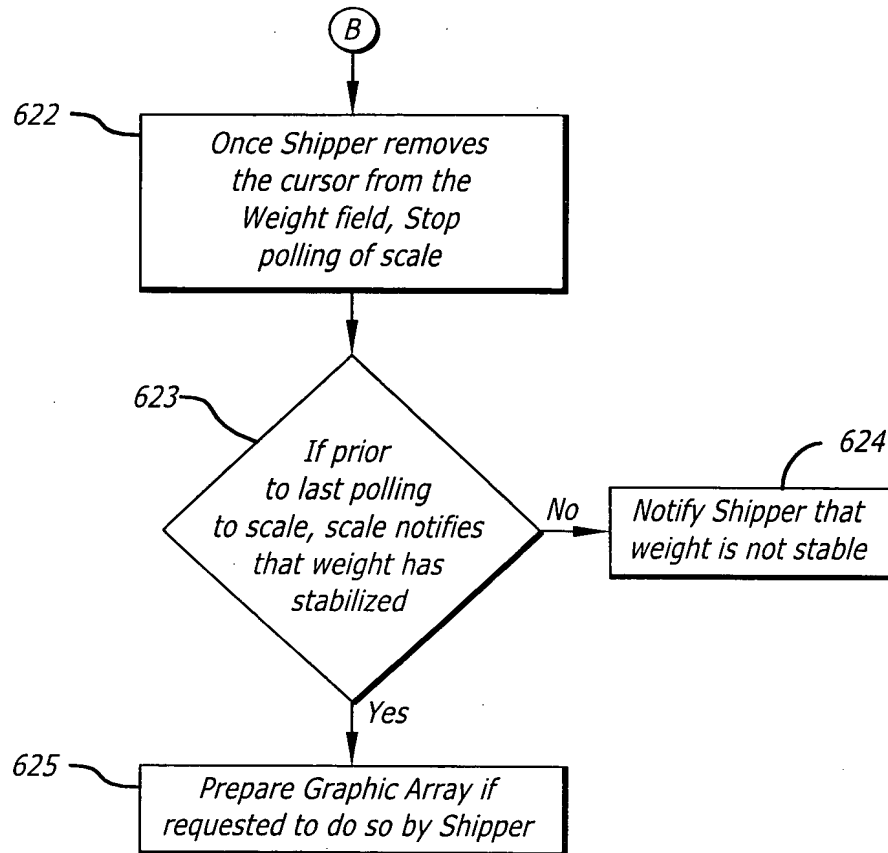 B
622
Once Shipper removes
the cursor from the
Weight field, Stop
polling of scale
623
If prior
to last polling
to scale, scale notifies
that weight has
stabilized
No
624
Notify Shipper that
weight is not stable
Yes
625
Prepare Graphic Array if
requested to do so by Shipper